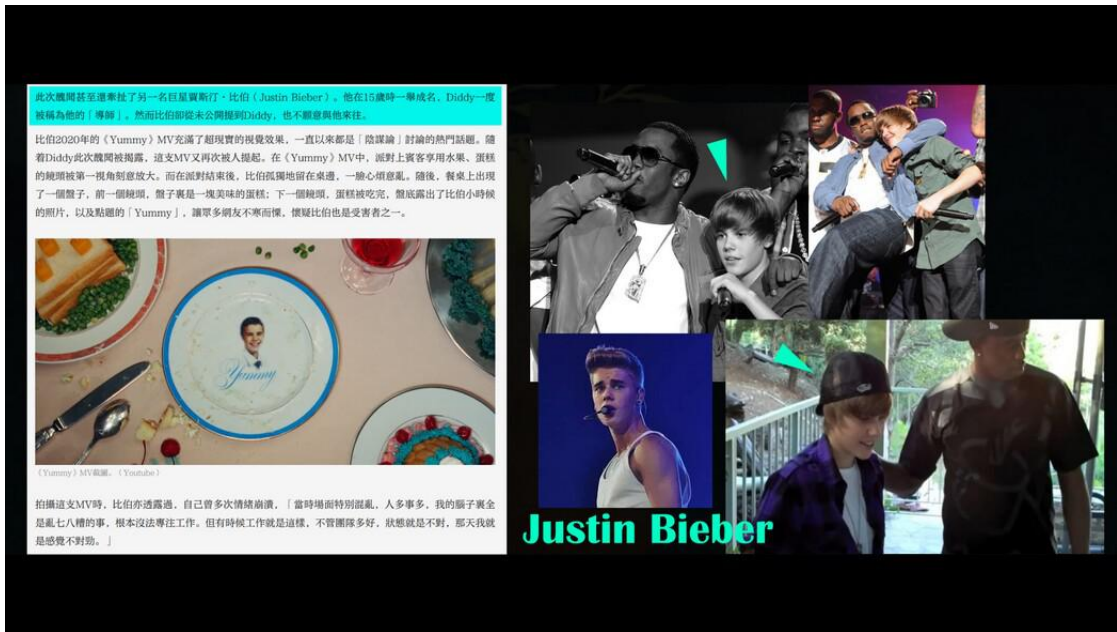 此次醜聞甚至還牽扯了另一名巨星賈斯汀·比伯(Justin Bieber)。他在15歲時一舉成名,Diddy一度
被稱為他的「導師」。然而比伯卻從未公開提到Diddy,也不願意與他來往。
比伯2020年的《Yummy》MV充滿了超現實的視覺效果,一直以來都是「陰謀論」討論的熱門話題。隨
着Diddy此次醜聞被揭露,這支MV又再次被人提起。在《Yummy》MV中,派對上賓客享用水果、蛋糕
的鏡頭被第一視角刻意放大。而在派對結束後,比伯孤獨地留在桌邊,一臉心煩意亂。隨後,餐桌上出現
了一個盤子,前一個鏡頭,盤子裏是一塊美味的蛋糕;下一個鏡頭,蛋糕被吃完,盤底露出了比伯小時候
的照片,以及點題的「Yummy」,讓眾多網友不寒而慄,懷疑比伯也是受害者之一。
Yummy
《Yummy》MV截圖。(Youtube)
拍攝這支MV時,比伯亦透露過,自己曾多次情緒崩潰,「當時場面特別混亂,人多事多,我的腦子裏全
是亂七八糟的事,根本沒法專注工作。但有時候工作就是這樣,不管團隊多好,狀態就是不對,那天我就
是感覺不對勁。」
Justin Bieber